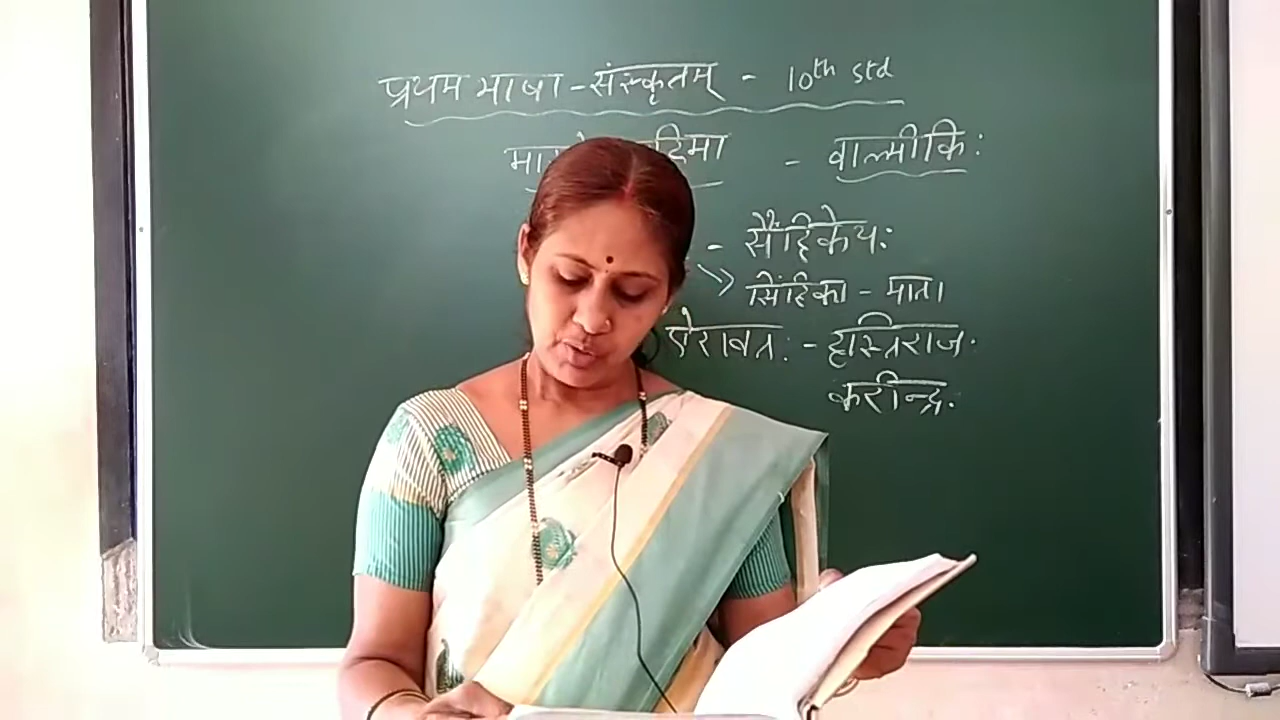 प्रथम भाषा - संस्कृतम् - 10th std
- वाल्मीकिः
- सैंहिकेयः
सिंहिका - माता
ऐरावतः - हस्तिराजः
करीन्द्रः